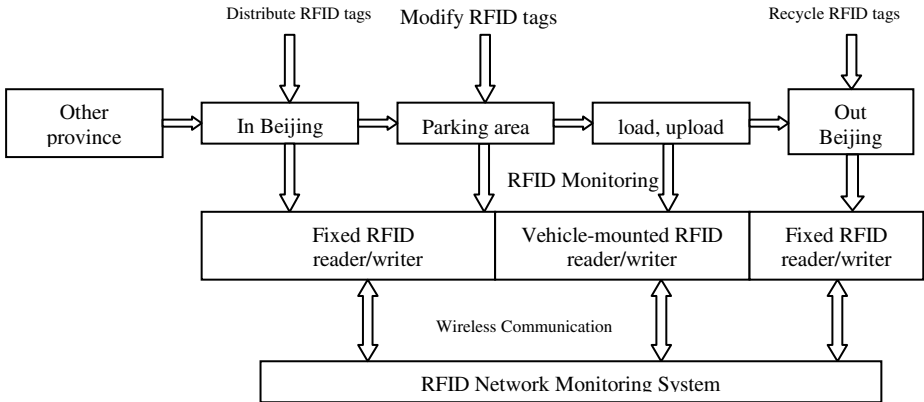 Distribute RFID tags
Modify RFID tags
Recycle RFID tags
Other
province
In Beijing
Parking area
load, upload
Out
Beijing
RFID Monitoring
Fixed RFID
reader/writer
Vehicle-mounted RFID
reader/writer
Fixed RFID
reader/writer
Wireless Communication
RFID Network Monitoring System